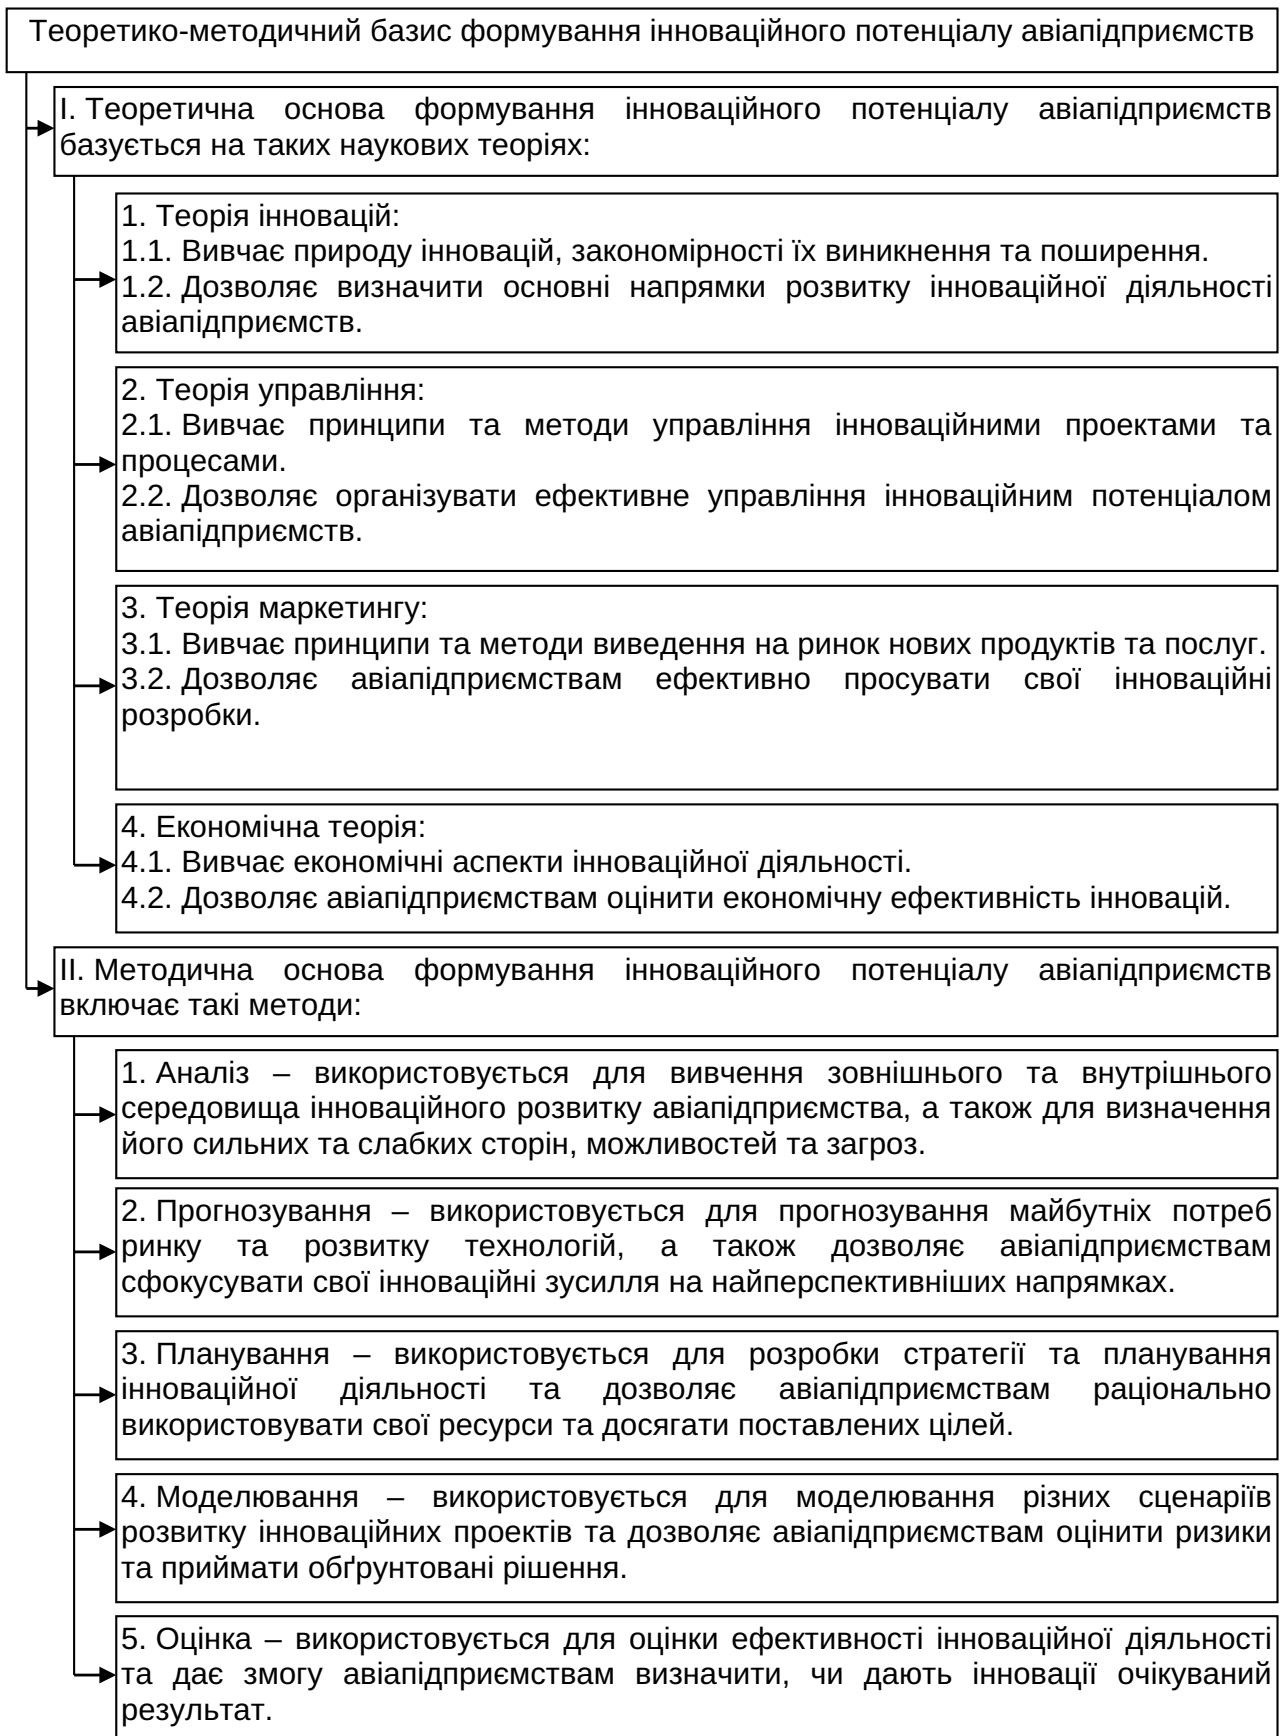 Теоретико-методичний базис формування інноваційного потенціалу авіапідприємств
І. Теоретична основа формування інноваційного потенціалу авіапідприємств
базується на таких наукових теоріях:
1. Теорія інновацій:
1.1. Вивчає природу інновацій, закономірності їх виникнення та поширення.
1.2. Дозволяє визначити основні напрямки розвитку інноваційної діяльності
авіапідприємств.
2. Теорія управління:
2.1. Вивчає принципи та методи управління інноваційними проектами та
процесами.
2.2. Дозволяє організувати ефективне управління інноваційним потенціалом
авіапідприємств.
3. Теорія маркетингу:
3.1. Вивчає принципи та методи виведення на ринок нових продуктів та послуг.
3.2. Дозволяє авіапідприємствам ефективно просувати свої інноваційні
розробки.
4. Економічна теорія:
4.1. Вивчає економічні аспекти інноваційної діяльності.
4.2. Дозволяє авіапідприємствам оцінити економічну ефективність інновацій.
ІІ. Методична основа формування інноваційного потенціалу авіапідприємств
включає такі методи:
1. Аналіз – використовується для вивчення зовнішнього та внутрішнього
середовища інноваційного розвитку авіапідприємства, а також для визначення
його сильних та слабких сторін, можливостей та загроз.
2. Прогнозування – використовується для прогнозування майбутніх потреб
ринку та розвитку технологій, а також дозволяє авіапідприємствам
сфокусувати свої інноваційні зусилля на найперспективніших напрямках.
3. Планування – використовується для розробки стратегії та планування
інноваційної діяльності та дозволяє авіапідприємствам раціонально
використовувати свої ресурси та досягати поставлених цілей.
4. Моделювання – використовується для моделювання різних сценаріїв
розвитку інноваційних проектів та дозволяє авіапідприємствам оцінити ризики
та приймати обґрунтовані рішення.
5. Оцінка – використовується для оцінки ефективності інноваційної діяльності
та дає змогу авіапідприємствам визначити, чи дають інновації очікуваний
результат.